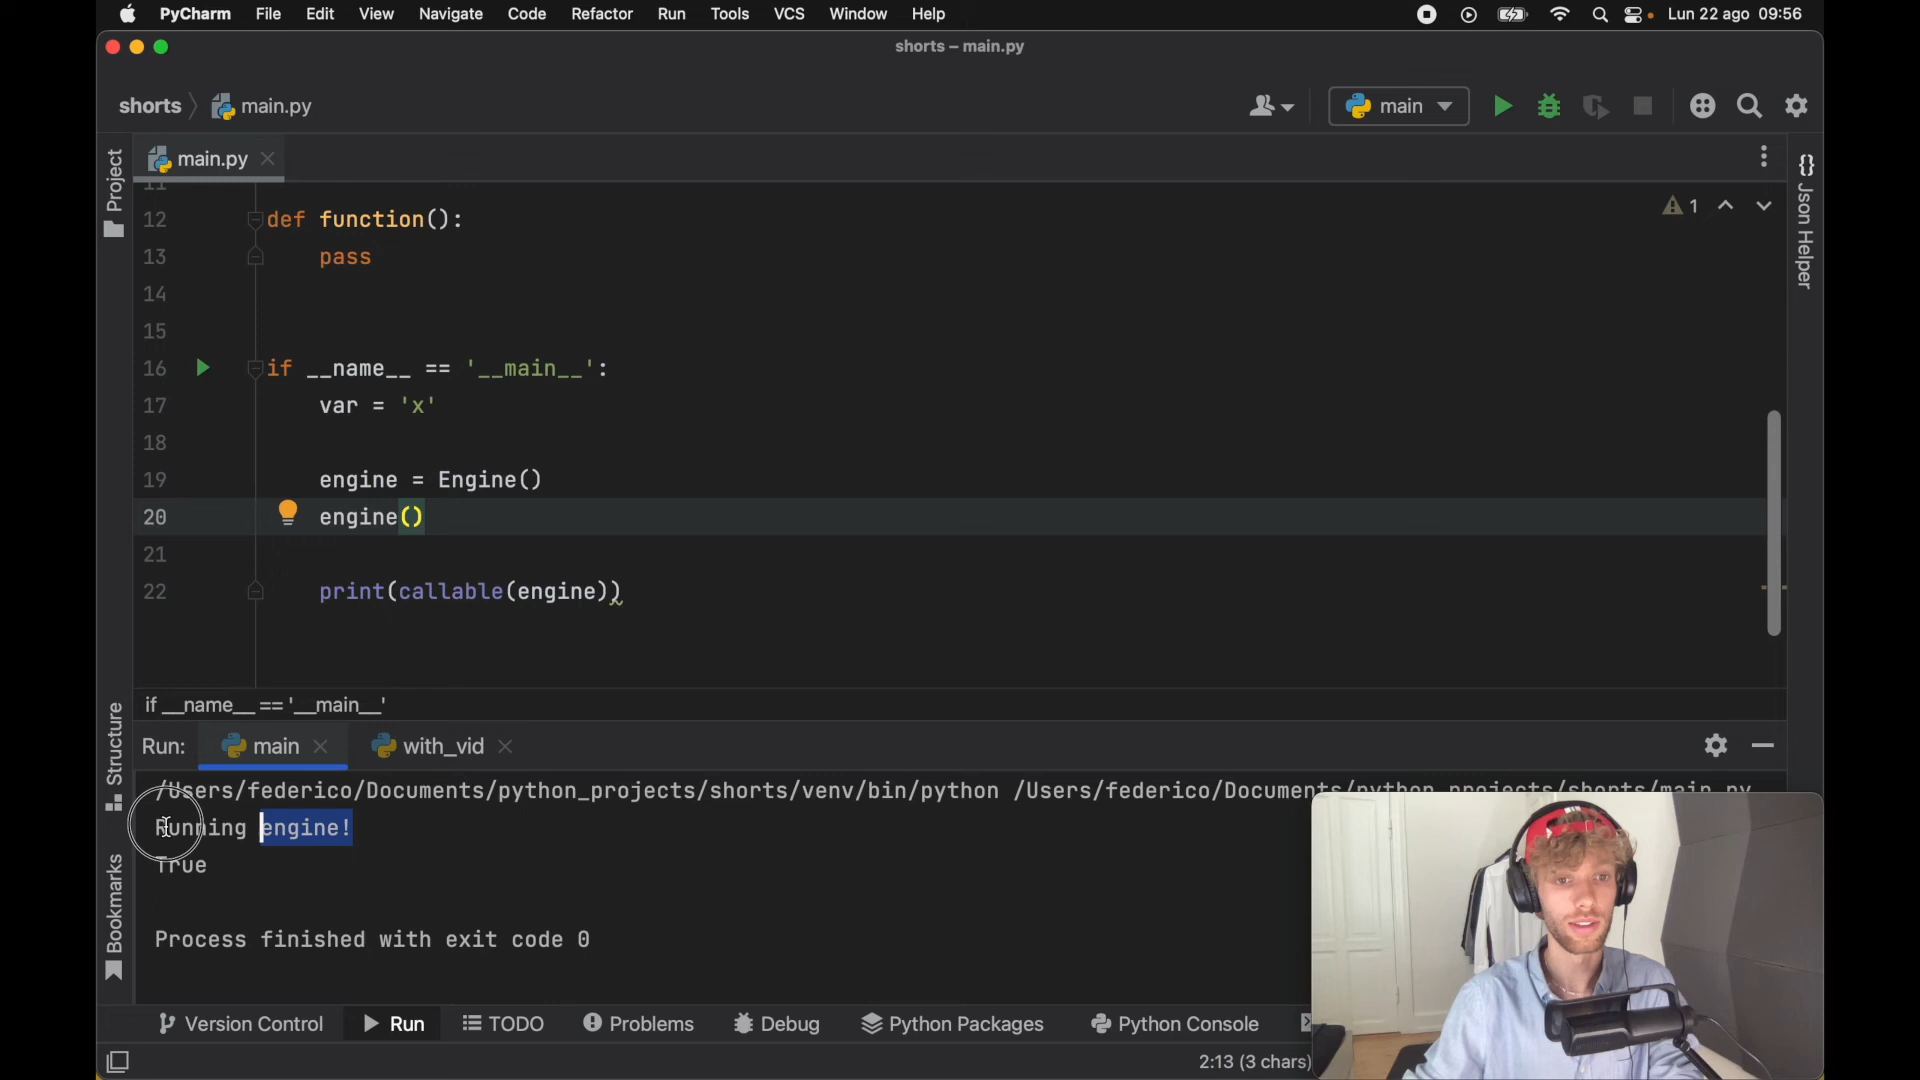 PyCharm File Edit View Navigate Code Refactor Run Tools VCS Window Help Lun 22 ago 09:56
shorts – main.py
shorts main.py main
main.py
Project
{} Json Helper
11
12 def function(): 1
13 pass
14
15
16 if __name__ == '__main__':
17 var = 'x'
18
19 engine = Engine()
20 engine()
21
22 print(callable(engine))
if __name__ == '__main__'
Structure
Bookmarks
Run: main with_vid
/Users/federico/Documents/python_projects/shorts/venv/bin/python /Users/federico/Documents/python_projects/shorts/main.py
Running engine!
True
Process finished with exit code 0
Version Control Run TODO Problems Debug Python Packages Python Console
2:13 (3 chars)